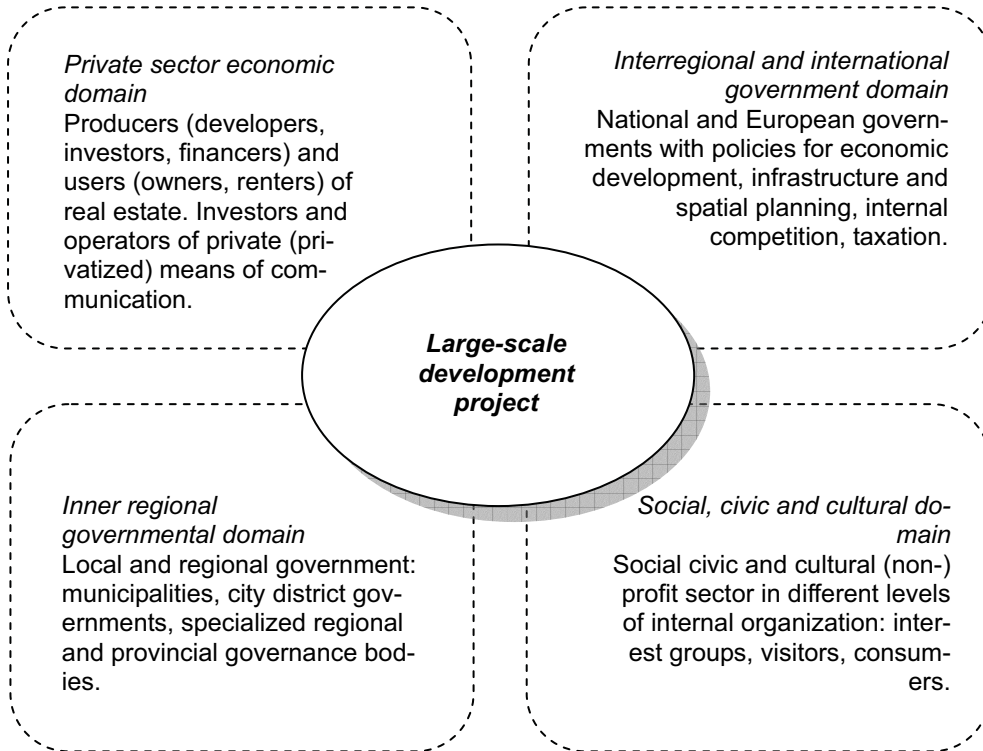 Private sector economic
domain
Producers (developers,
investors, financers) and
users (owners, renters) of
real estate. Investors and
operators of private (pri-
vatized) means of com-
munication.
Interregional and international
government domain
National and European govern-
ments with policies for economic
development, infrastructure and
spatial planning, internal
competition, taxation.
Large-scale
development
project
Inner regional
governmental domain
Local and regional government:
municipalities, city district gov-
ernments, specialized regional
and provincial governance bod-
ies.
Social, civic and cultural do-
main
Social civic and cultural (non-)
profit sector in different levels
of internal organization: inter-
est groups, visitors, consum-
ers.